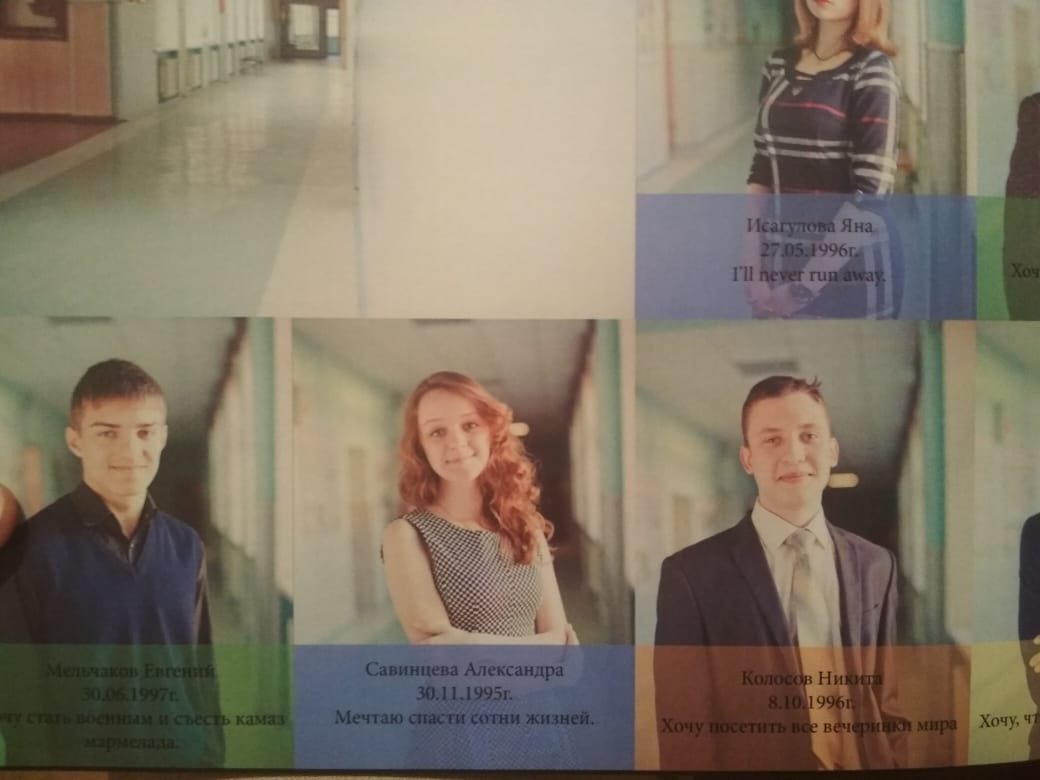 Исагулова Яна
27.05.1996г.
I'll never run away.
Хоч
Мельчаков Евгений
30.06.1997г.
чу стать военным и съесть камаз
мармелада.
Савинцева Александра
30.11.1995г.
Мечтаю спасти сотни жизней.
Колосов Никита
8.10.1996г.
Хочу посетить все вечеринки мира
Хочу, чт